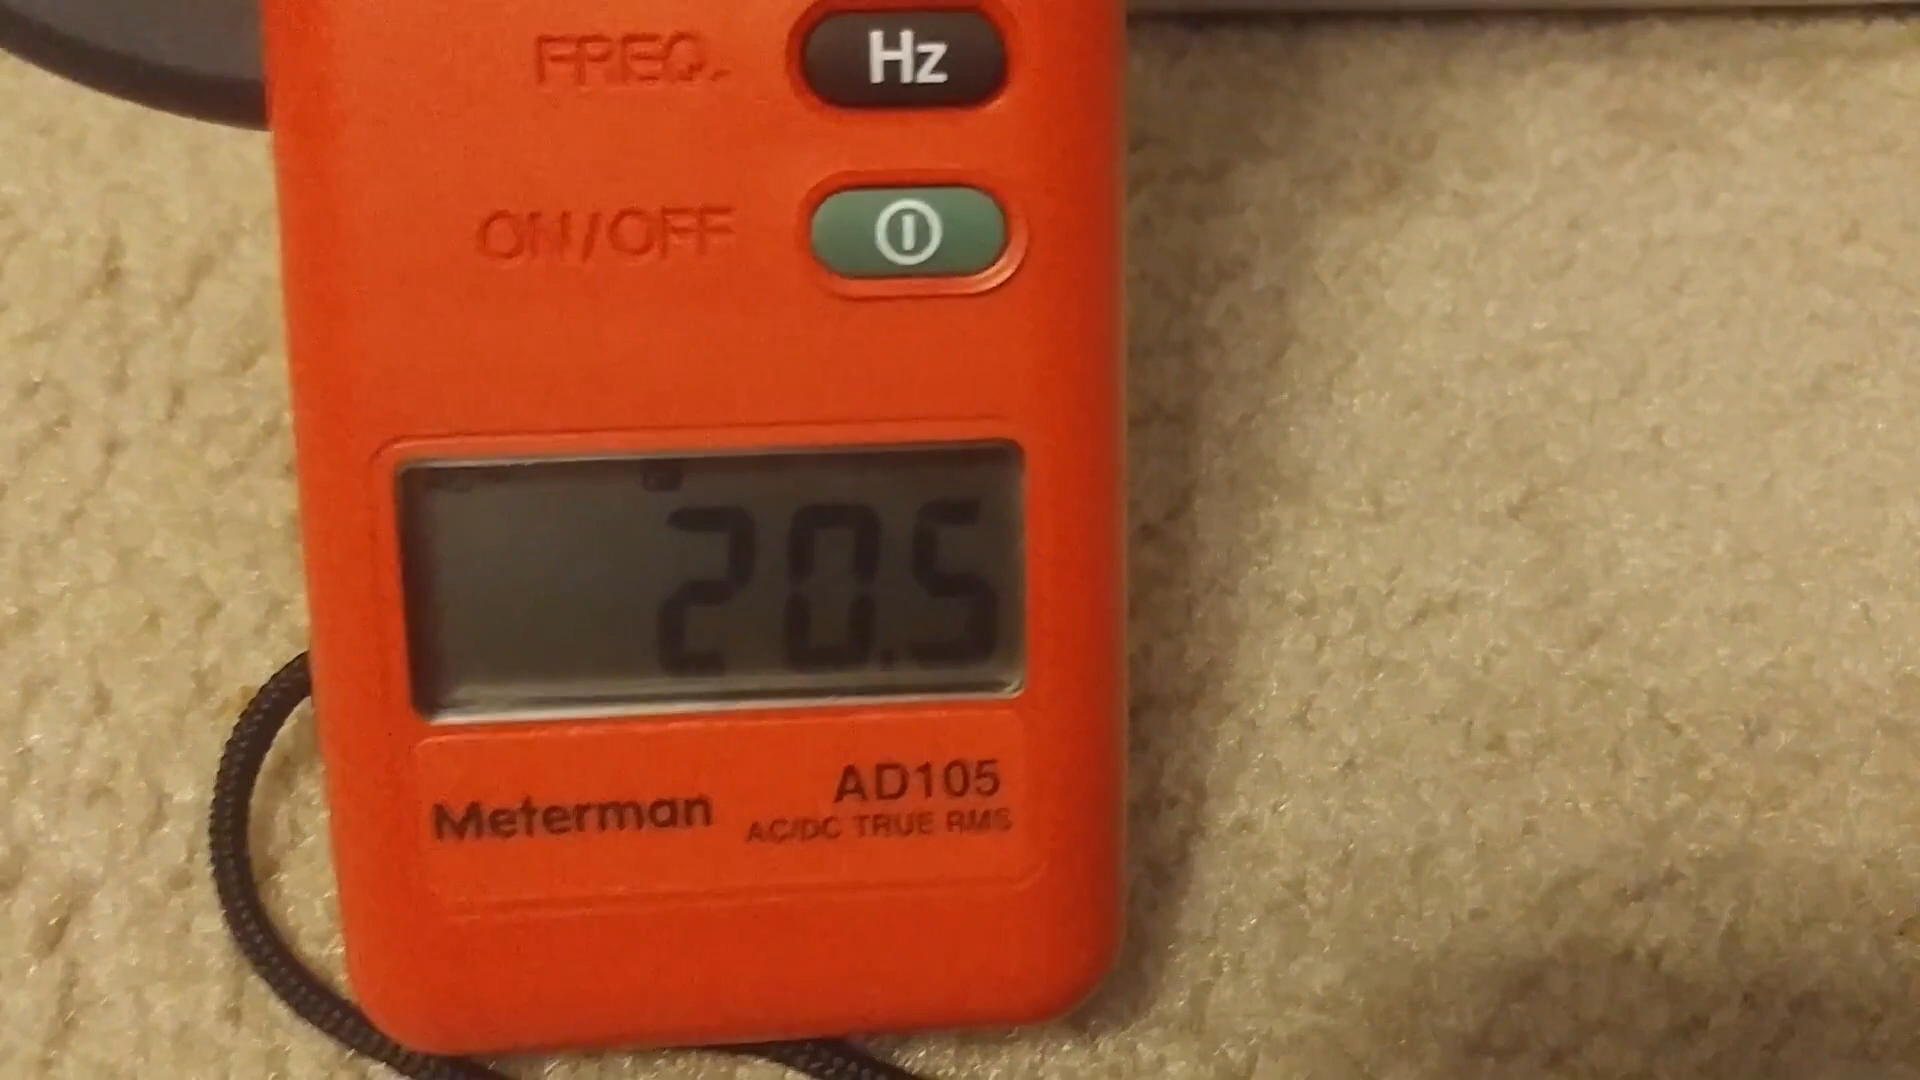 FREQ.
Hz
ON/OFF
20.5
AD105
Meterman
AC/DC TRUE RMS